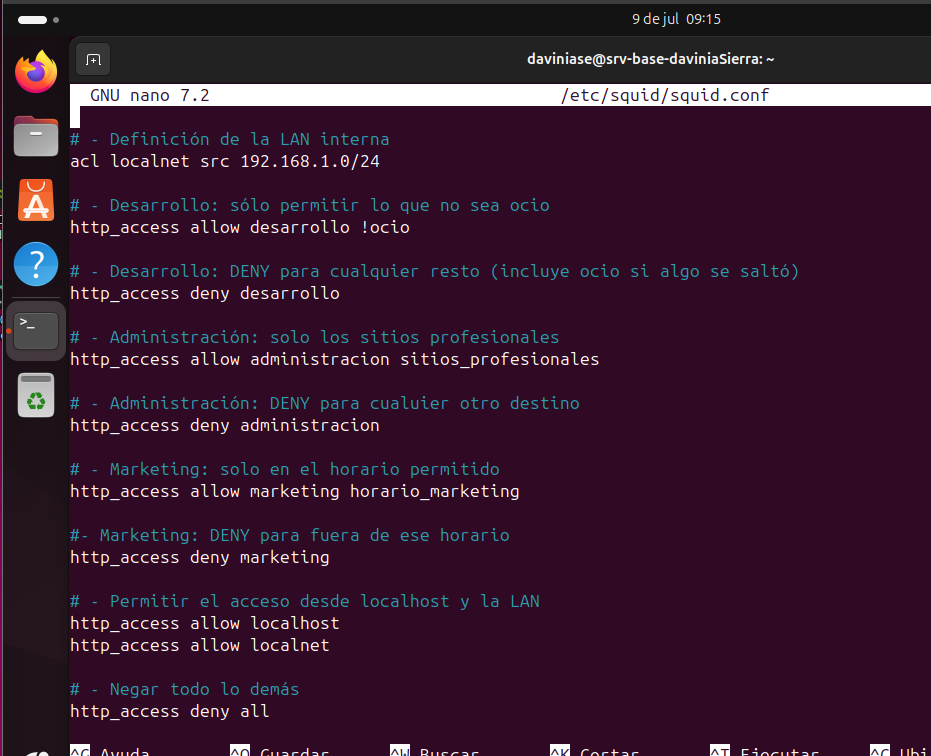 9 de jul 09:15
daviniase@srv-base-daviniaSierra: ~
GNU nano 7.2 /etc/squid/squid.conf
# - Definición de la LAN interna
acl localnet src 192.168.1.0/24
# - Desarrollo: sólo permitir lo que no sea ocio
http_access allow desarrollo !ocio
# - Desarrollo: DENY para cualquier resto (incluye ocio si algo se saltó)
http_access deny desarrollo
# - Administración: solo los sitios profesionales
http_access allow administracion sitios_profesionales
# - Administración: DENY para cualuier otro destino
http_access deny administracion
# - Marketing: solo en el horario permitido
http_access allow marketing horario_marketing
#- Marketing: DENY para fuera de ese horario
http_access deny marketing
# - Permitir el acceso desde localhost y la LAN
http_access allow localhost
http_access allow localnet
# - Negar todo lo demás
http_access deny all
^G Ayuda ^O Guardar ^W Buscar ^K Cortar ^T Ejecutar ^C Ubi